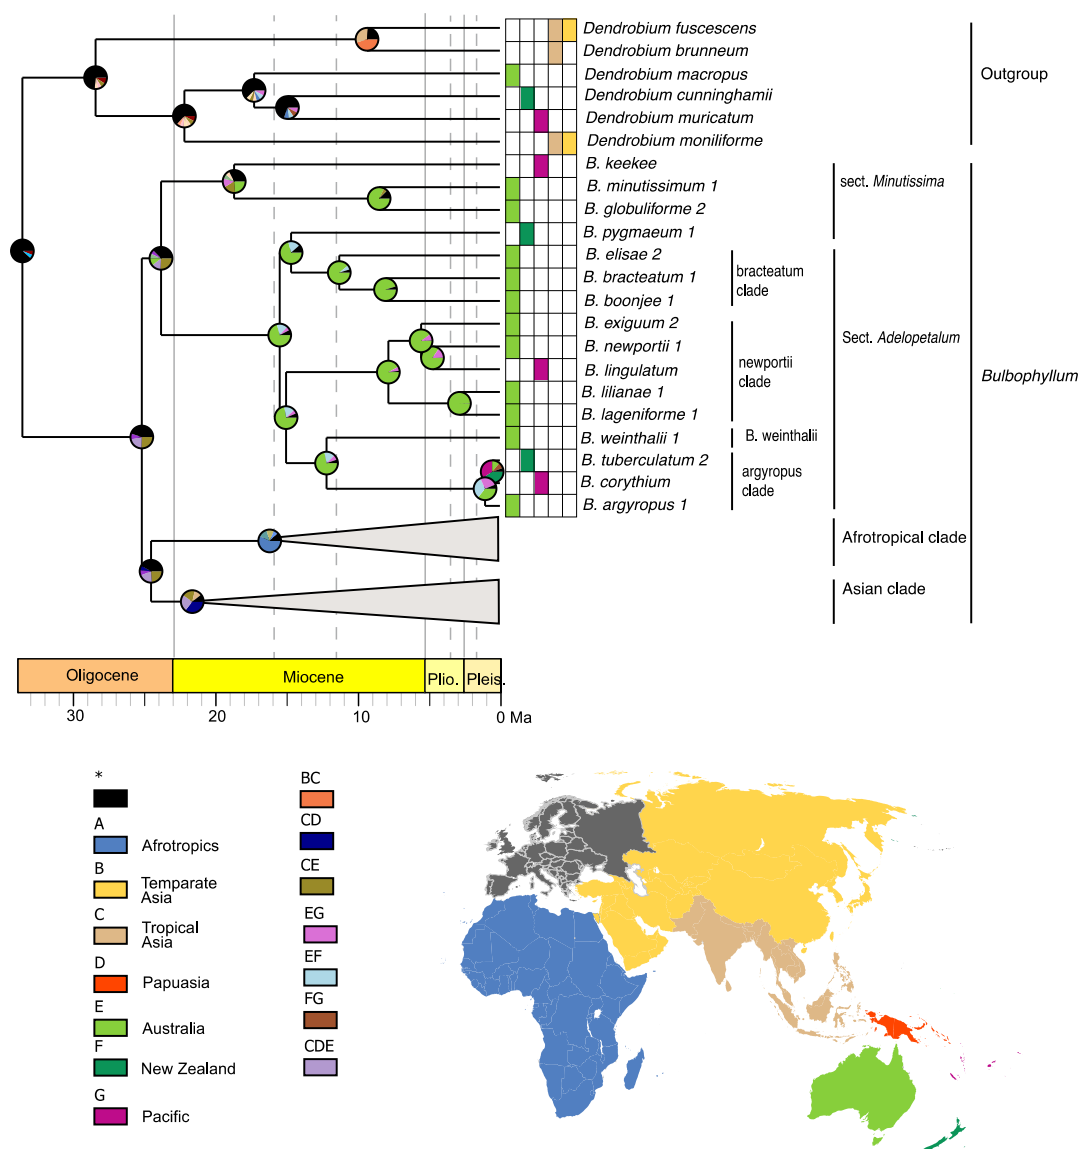 Dendrobium fuscescens
Dendrobium brunneum
Dendrobium macropus
Dendrobium cunninghamii
Dendrobium muricatum
Dendrobium moniliforme
Outgroup
B. keekee
B. minutissimum 1
B. globuliforme 2
B. pygmaeum 1
sect. Minutissima
B. elisae 2
B. bracteatum 1
B. boonjee 1
bracteatum
clade
B. exiguum 2
B. newportii 1
B. lingulatum
B. lilianae 1
B. lageniforme 1
newportii
clade
Sect. Adelopetalum
Bulbophyllum
B. weinthalii 1
B. weinthalii
B. tuberculatum 2
B. corythium
B. argyropus 1
argyropus
clade
Afrotropical clade
Asian clade
Oligocene
Miocene
Plio.
Pleis.
30
20
10
0 Ma
*
A
Afrotropics
B
Temparate
Asia
C
Tropical
Asia
D
Papuasia
E
Australia
F
New Zealand
G
Pacific
BC
CD
CE
EG
EF
FG
CDE